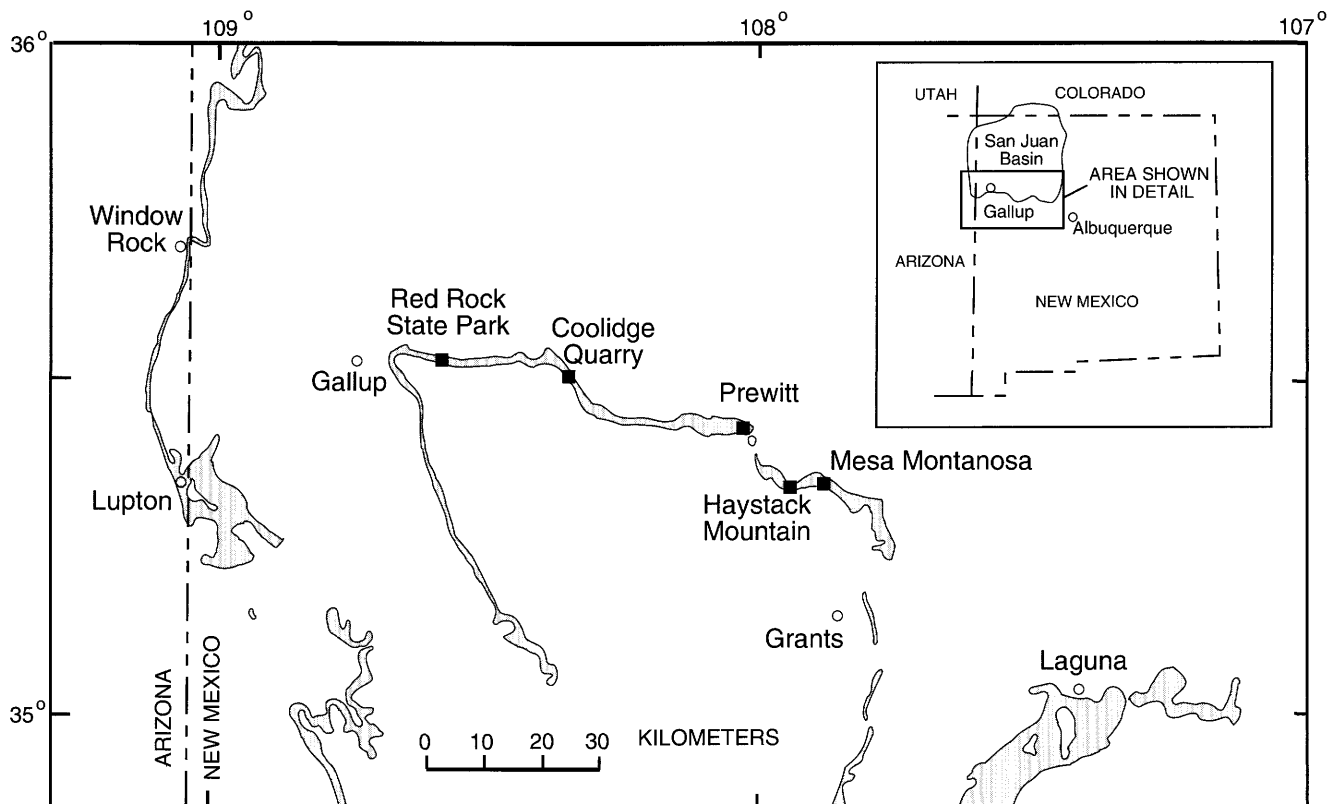 109°
108°
107°
36°
UTAH
COLORADO
San Juan
Basin
AREA SHOWN
IN DETAIL
Gallup
Albuquerque
ARIZONA
NEW MEXICO
Window
Rock
Red Rock
State Park
Coolidge
Quarry
Gallup
Prewitt
Mesa Montanosa
Lupton
Haystack
Mountain
Grants
Laguna
35°
ARIZONA
NEW MEXICO
0 10 20 30 KILOMETERS